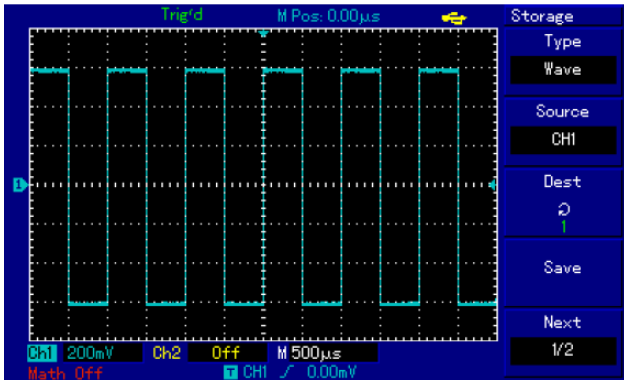 Trig'd M Pos: 0.00μs Storage
Type
Wave
Source
CH1
1
Dest
1
Save
Next
1/2
Ch1 200mV Ch2 Off M 500μs
Math Off T CH1 0.00mV